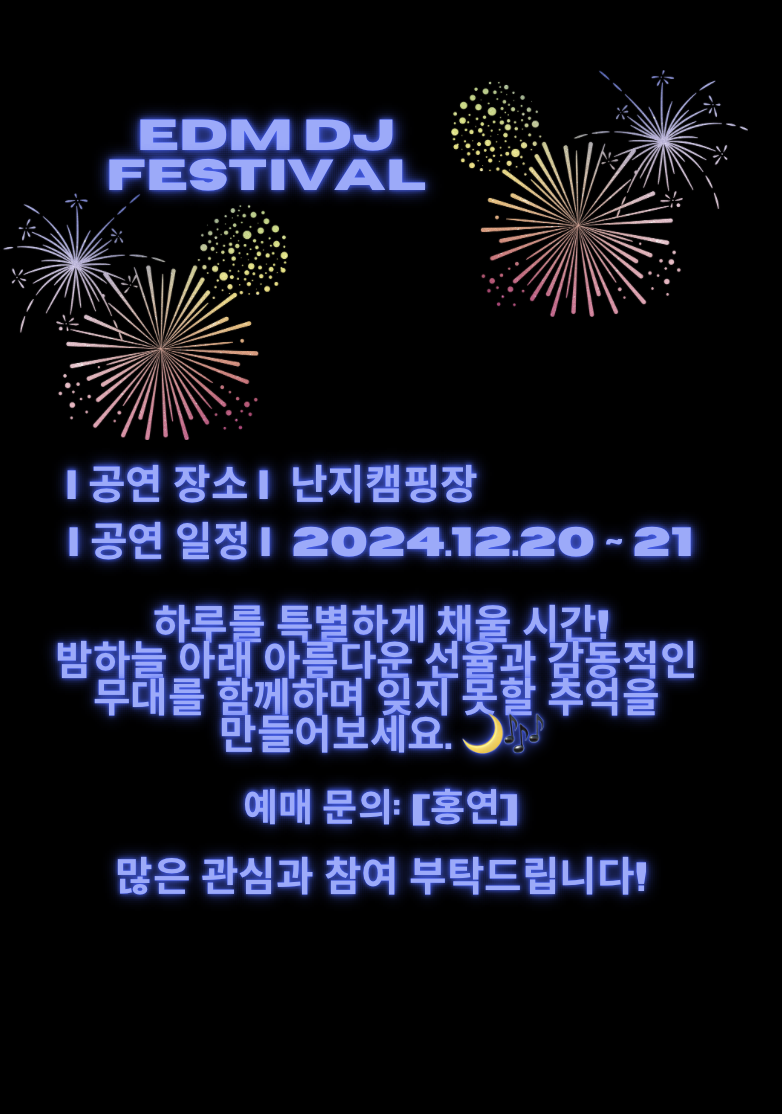 EDM DJ
FESTIVAL
I 공연 장소 I 난지캠핑장
I 공연 일정 I 2024.12.20 ~ 21
하루를 특별하게 채울 시간!
밤하늘 아래 아름다운 선율과 감동적인
무대를 함께하며 잊지 못할 추억을
만들어보세요. 🌙🎶
예매 문의: [홍연]
많은 관심과 참여 부탁드립니다!